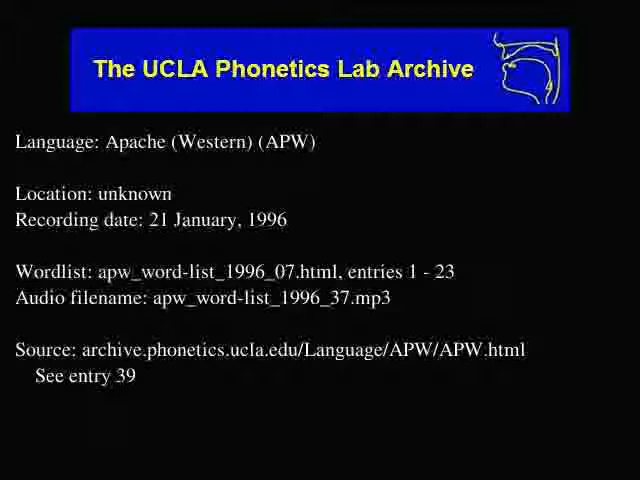 The UCLA Phonetics Lab Archive
Language: Apache (Western) (APW)
Location: unknown
Recording date: 21 January, 1996
Wordlist: apw_word-list_1996_07.html, entries 1 - 23
Audio filename: apw_word-list_1996_37.mp3
Source: archive.phonetics.ucla.edu/Language/APW/APW.html
See entry 39